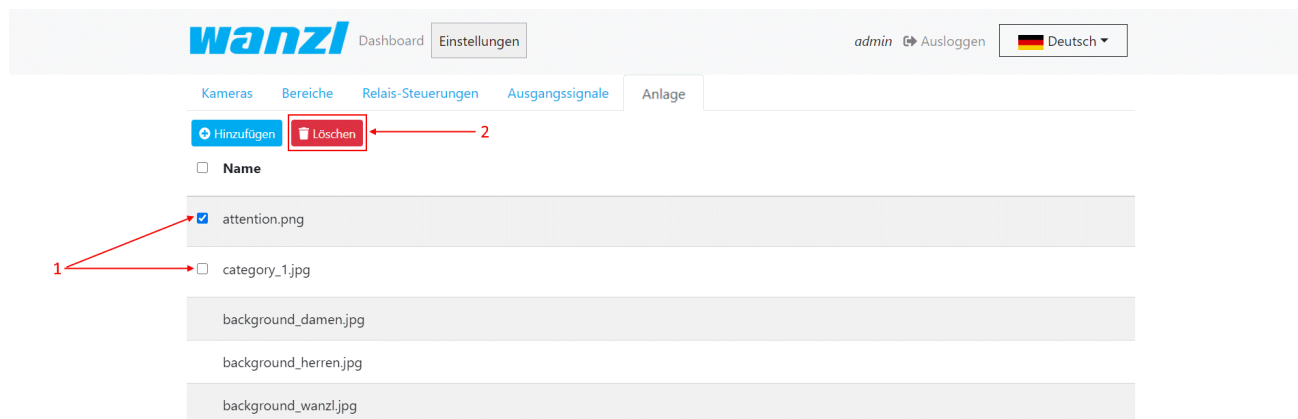 wanzl Dashboard Einstellungen admin Ausloggen Deutsch
Kameras Bereiche Relais-Steuerungen Ausgangssignale Anlage
Hinzufügen Löschen 2
Name
attention.png
1
category_1.jpg
background_damen.jpg
background_herren.jpg
background_wanzl.jpg